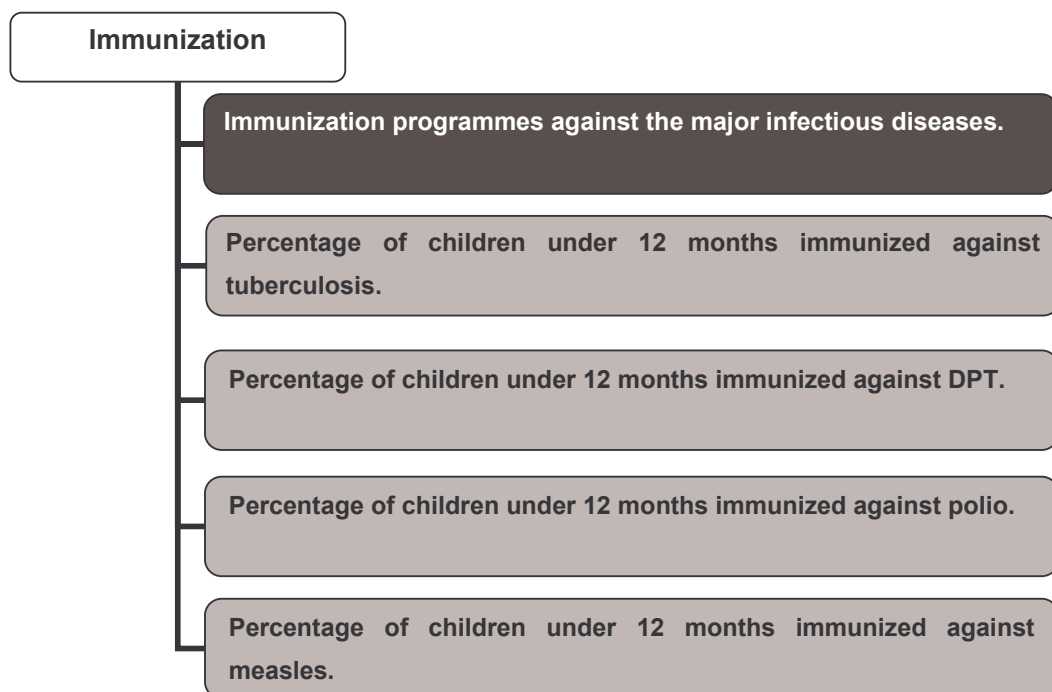 Immunization
Immunization programmes against the major infectious diseases.
Percentage of children under 12 months immunized against
tuberculosis.
Percentage of children under 12 months immunized against DPT.
Percentage of children under 12 months immunized against polio.
Percentage of children under 12 months immunized against
measles.